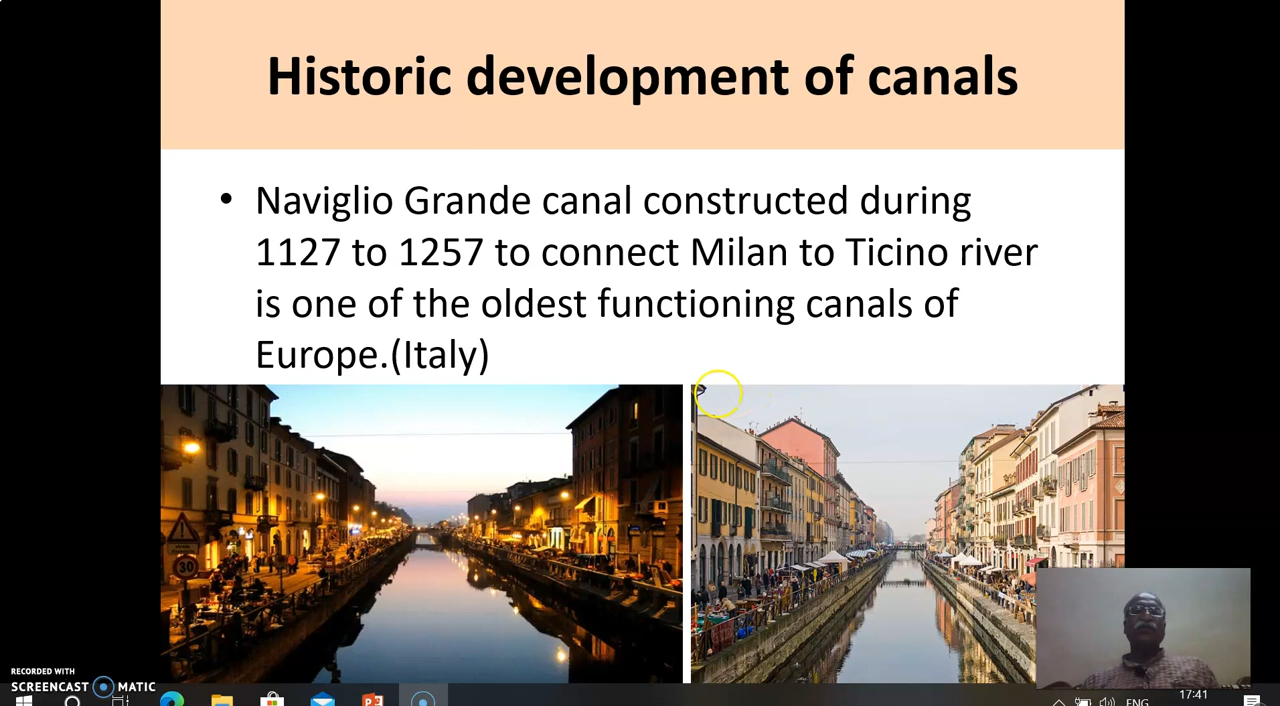 Historic development of canals
• Naviglio Grande canal constructed during
1127 to 1257 to connect Milan to Ticino river
is one of the oldest functioning canals of
Europe.(Italy)
30
RECORDED WITH
SCREENCAST MATIC
ENG
17:41